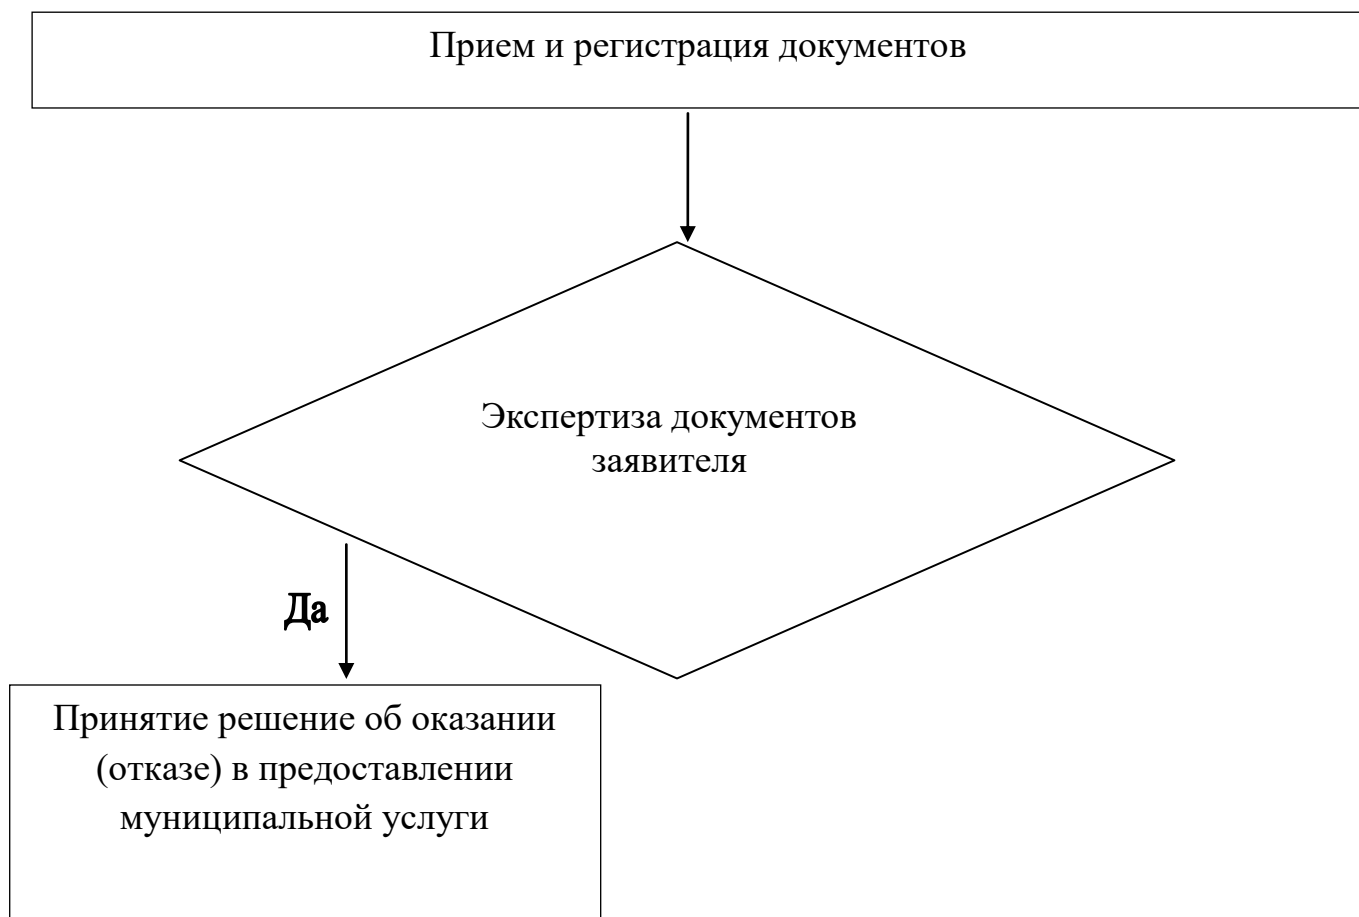 Прием и регистрация документов
Экспертиза документов
заявителя
Да
Принятие решение об оказании
(отказе) в предоставлении
муниципальной услуги